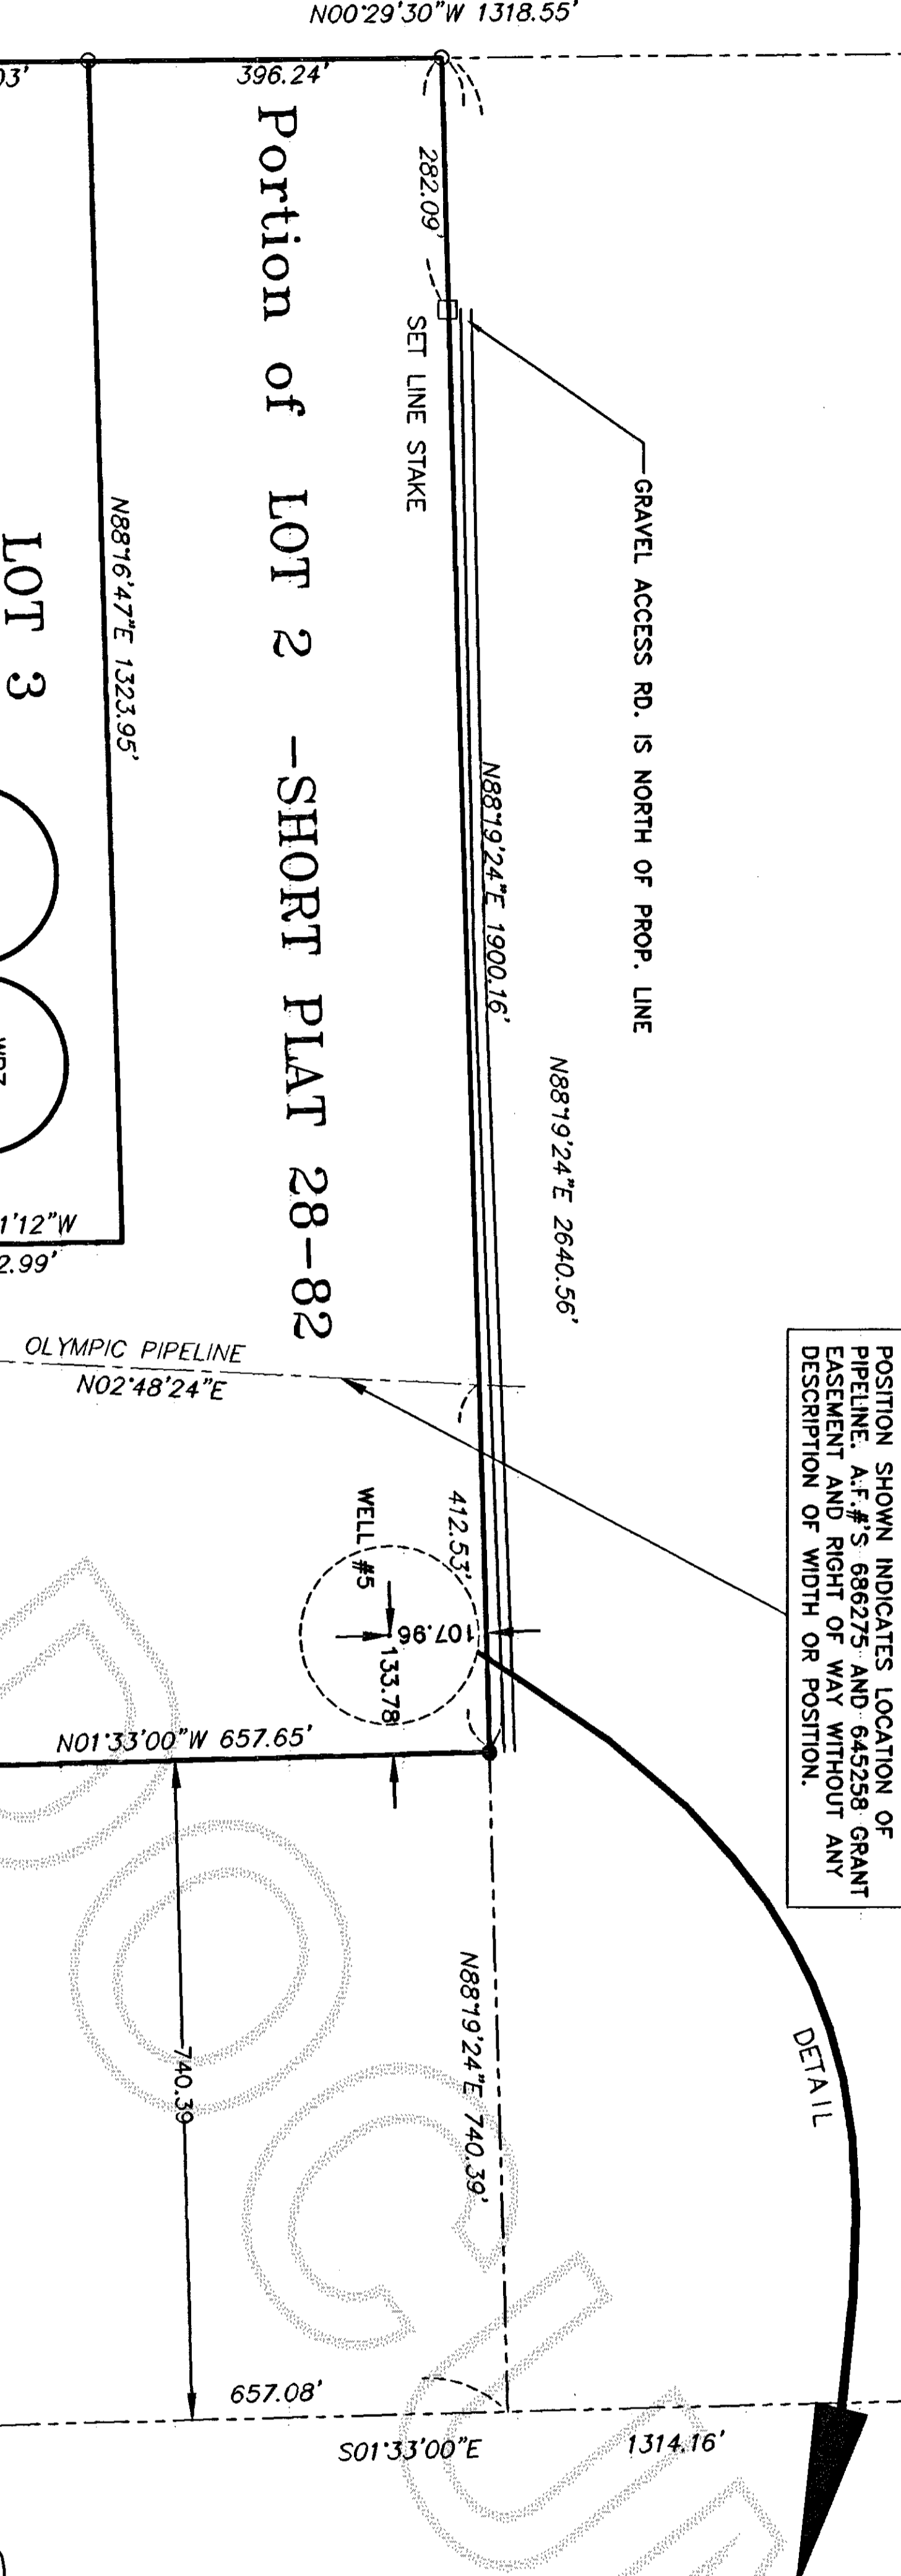 N00°29'30"W 1318.55'
03'
396.24'
282.09'
SET LINE STAKE
GRAVEL ACCESS RD. IS NORTH OF PROP. LINE
Portion of LOT 2 -SHORT PLAT 28-82
N88°16'47"E 1323.95'
LOT 3
N88°19'24"E 1900.16'
N88°19'24"E 2640.56'
1'12"W
2.99'
OLYMPIC PIPELINE
N02°48'24"E
POSITION SHOWN INDICATES LOCATION OF
PIPELINE. A.F.#'S 686275 AND 645258 GRANT
EASEMENT AND RIGHT OF WAY WITHOUT ANY
DESCRIPTION OF WIDTH OR POSITION.
412.53'
WELL #5
107.96
133.78
N01°33'00"W 657.65'
740.39
N88°19'24"E 740.39'
DETAIL
657.08'
S01°33'00"E
1314.16'